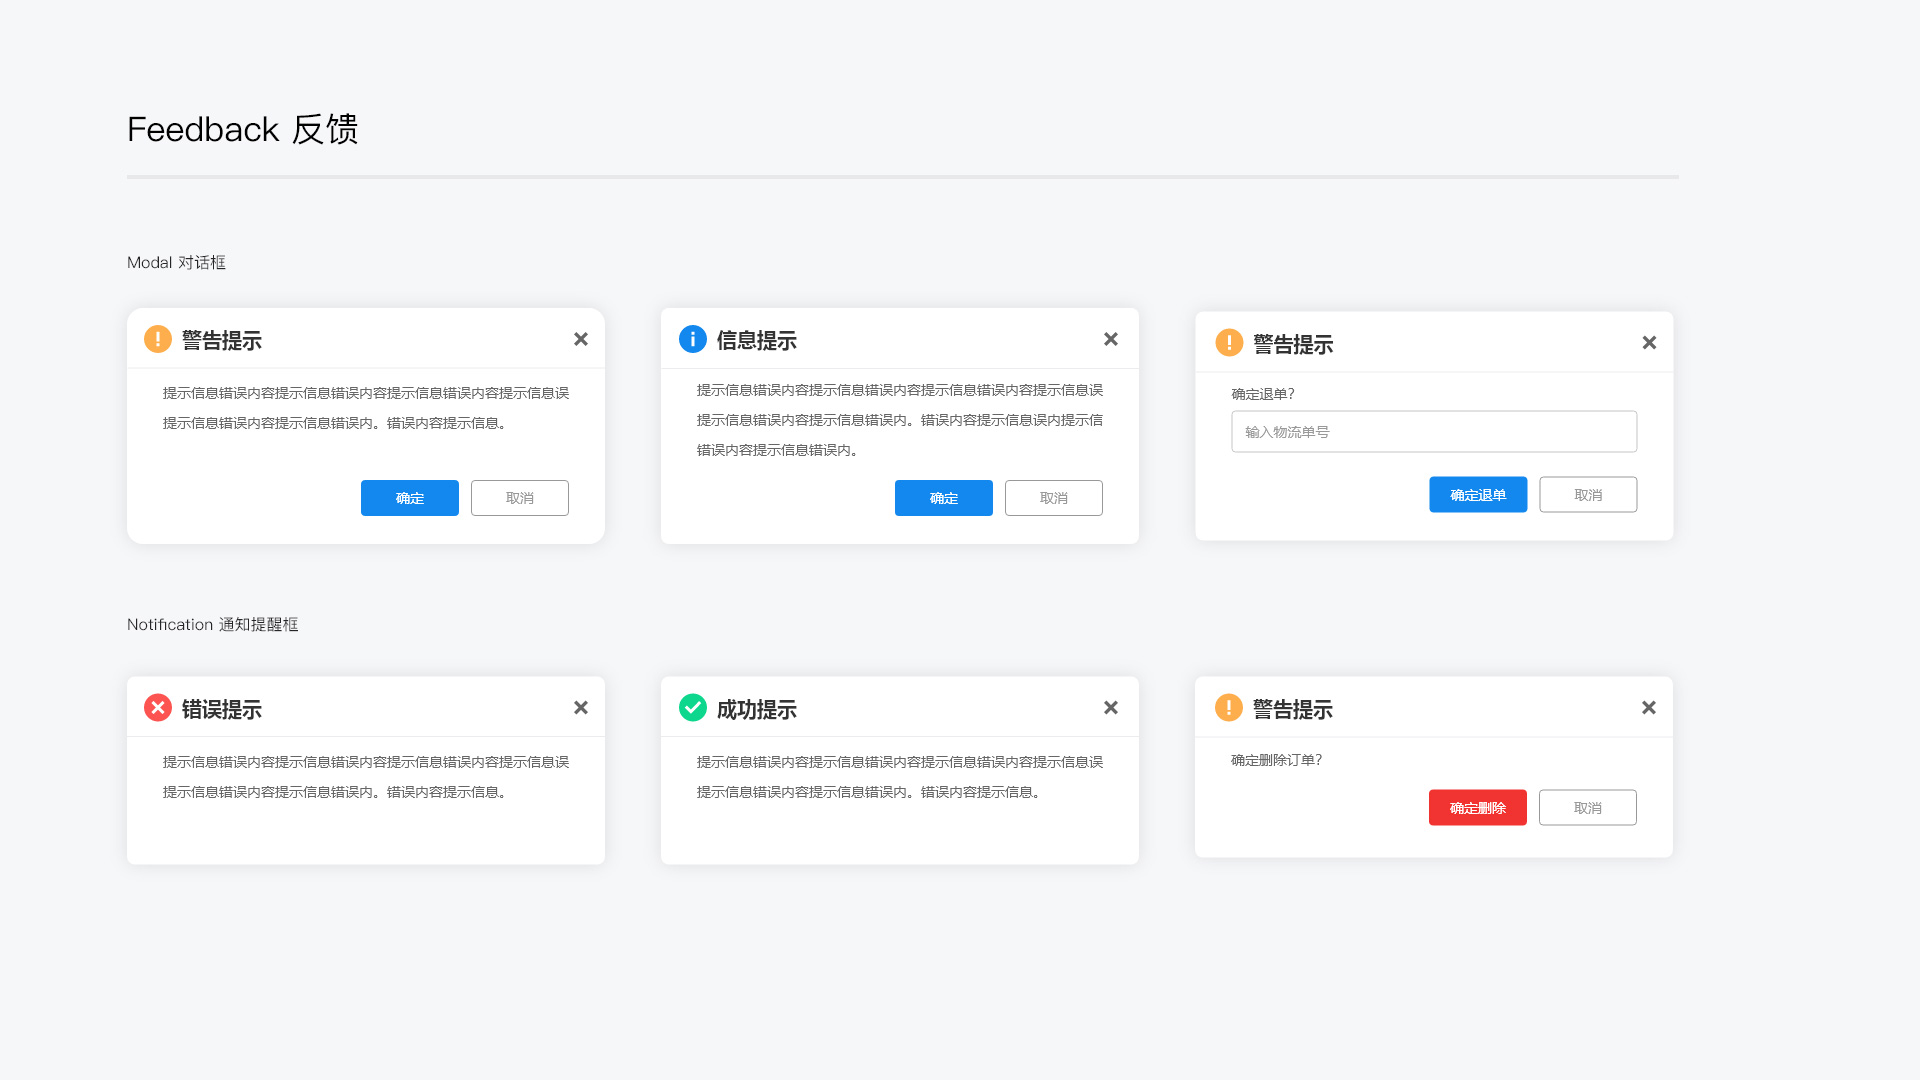 Feedback 反馈
Modal 对话框
警告提示
提示信息错误内容提示信息错误内容提示信息错误内容提示信息误
提示信息错误内容提示信息错误内。错误内容提示信息。
确定
取消
信息提示
提示信息错误内容提示信息错误内容提示信息错误内容提示信息误
提示信息错误内容提示信息错误内。错误内容提示信息误内提示信
错误内容提示信息错误内。
确定
取消
警告提示
确定退单?
输入物流单号
确定退单
取消
Notification 通知提醒框
错误提示
提示信息错误内容提示信息错误内容提示信息错误内容提示信息误
提示信息错误内容提示信息错误内。错误内容提示信息。
成功提示
提示信息错误内容提示信息错误内容提示信息错误内容提示信息误
提示信息错误内容提示信息错误内。错误内容提示信息。
警告提示
确定删除订单?
确定删除
取消